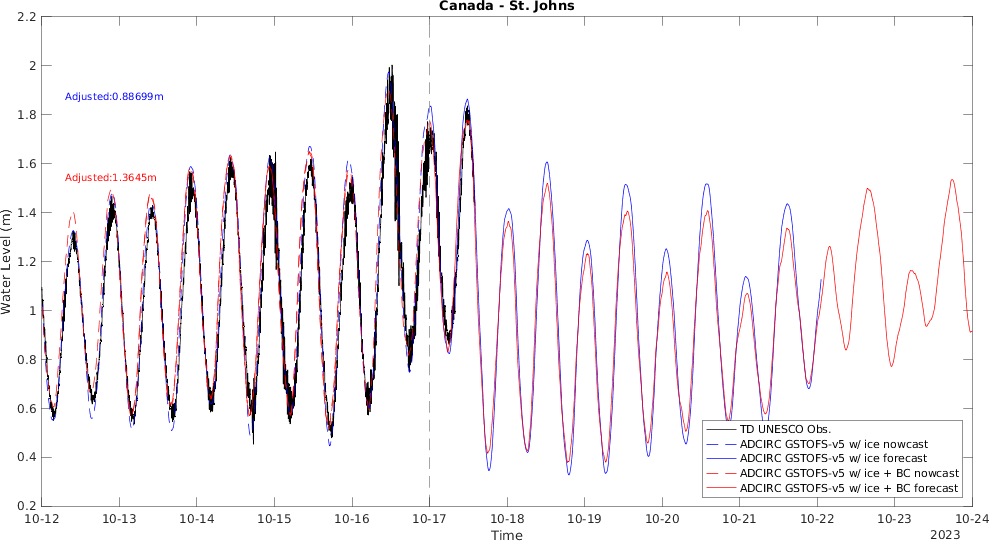 Canada - St. Johns
2.2
2
1.8
1.6
1.4
1.2
1
0.8
0.6
0.4
0.2
Water Level (m)
Adjusted:0.88699m
Adjusted:1.3645m
TD UNESCO Obs.
ADCIRC GSTOFS-v5 w/ ice nowcast
ADCIRC GSTOFS-v5 w/ ice forecast
ADCIRC GSTOFS-v5 w/ ice + BC nowcast
ADCIRC GSTOFS-v5 w/ ice + BC forecast
10-12 10-13 10-14 10-15 10-16 10-17 10-18 10-19 10-20 10-21 10-22 10-23 10-24
Time
2023